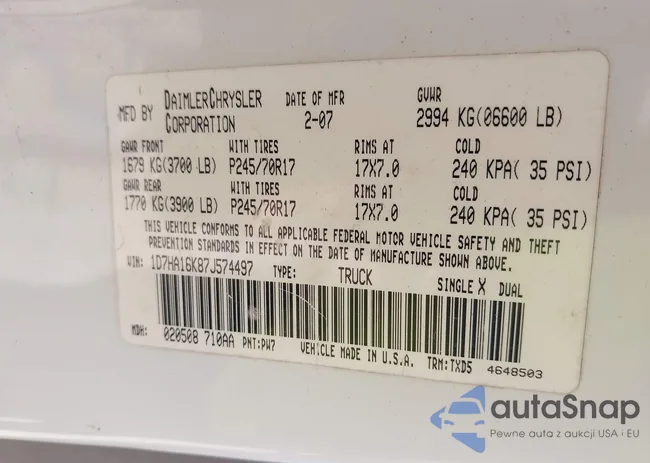 MFD BY DAIMLERCHRYSLER CORPORATION DATE OF MFR 2-07 GVWR 2994 KG(06600 LB)
GAWR FRONT WITH TIRES RIMS AT COLD
1679 KG(3700 LB) P245/70R17 17X7.0 240 KPA( 35 PSI)
GAWR REAR WITH TIRES RIMS AT COLD
1770 KG(3900 LB) P245/70R17 17X7.0 240 KPA( 35 PSI)
THIS VEHICLE CONFORMS TO ALL APPLICABLE FEDERAL MOTOR VEHICLE SAFETY AND THEFT
PREVENTION STANDARDS IN EFFECT ON THE DATE OF MANUFACTURE SHOWN ABOVE.
VIN: 1D7HA16K87J574497 TYPE: TRUCK SINGLE X DUAL
MDH: 020508 710AA PNT:PW7 VEHICLE MADE IN U.S.A. TRM:TXD5 4648503
autaSnap
Pewne auta z aukcji USA i EU